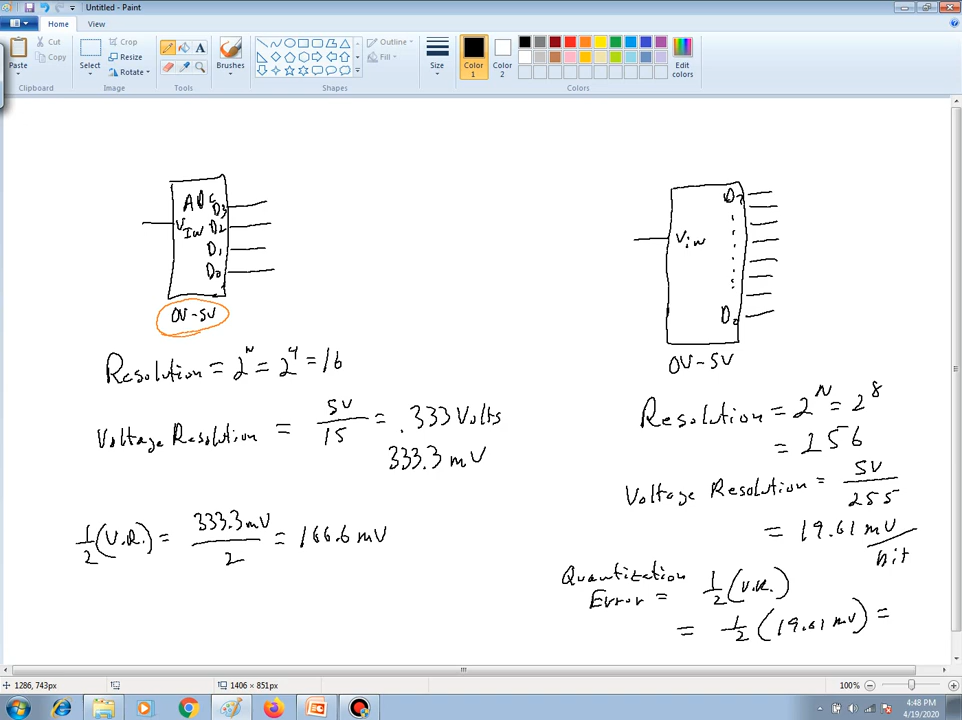 Untitled - Paint
Home
View
Paste
Cut
Copy
Clipboard
Select
Crop
Resize
Rotate
Image
Tools
Brushes
Shapes
Outline
Fill
Size
Color 1
Color 2
Edit colors
Colors
ADC
VIN
D3
D2
D1
D0
0V-5V
Resolution = 2^N = 2^4 = 16
Voltage Resolution = 5V/15 = .333 Volts
333.3 mV
1/2 (V.R.) = 333.3mV/2 = 166.6 mV
Vin
D7
D0
0V-5V
Resolution = 2^N = 2^8
= 256
Voltage Resolution = 5V/255
= 19.61 mV/bit
Quantization
Error = 1/2 (V.R.)
= 1/2 (19.61 mV) =
1286, 743px
1406 × 851px
100%
4:48 PM
4/19/2020